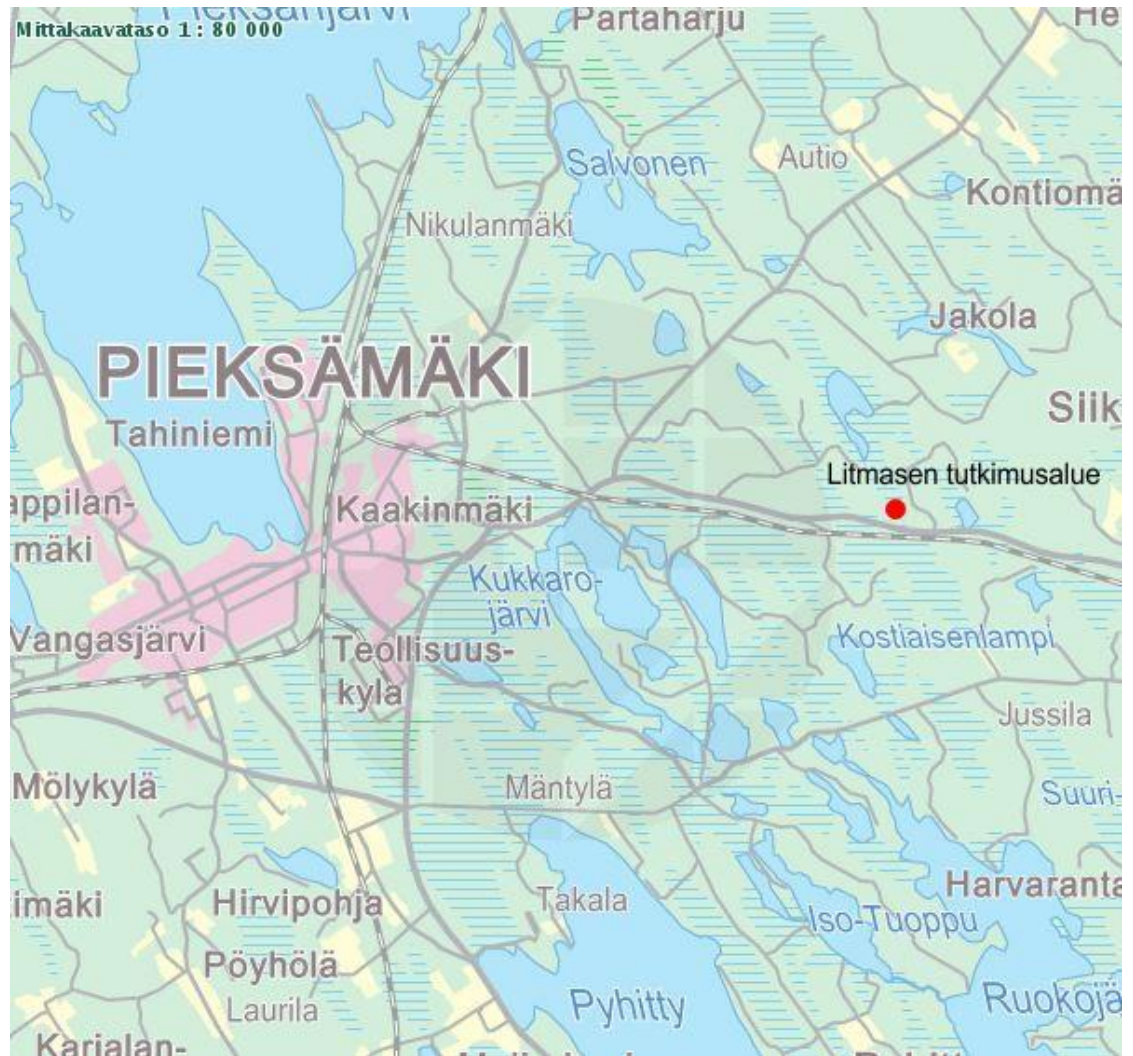 Pieksänjärvi
Mittakaavataso 1 : 80 000
Partaharju
Salvonen
Autio
Kontiomä
Nikulanmäki
Jakola
PIEKSÄMÄKI
Siik
Tahiniemi
Litmasen tutkimusalue
appilan-
mäki
Kaakinmäki
Kukkaro-
järvi
Vangasjärvi
Kostiaisenlampi
Teollisuus-
kyla
Jussila
Mölykylä
Mäntylä
Suuri-
imäki
Hirvipohja
Takala
Harvaranta
Iso-Tuoppu
Pöyhölä
Laurila
Pyhitty
Ruokojä
Karjalan-